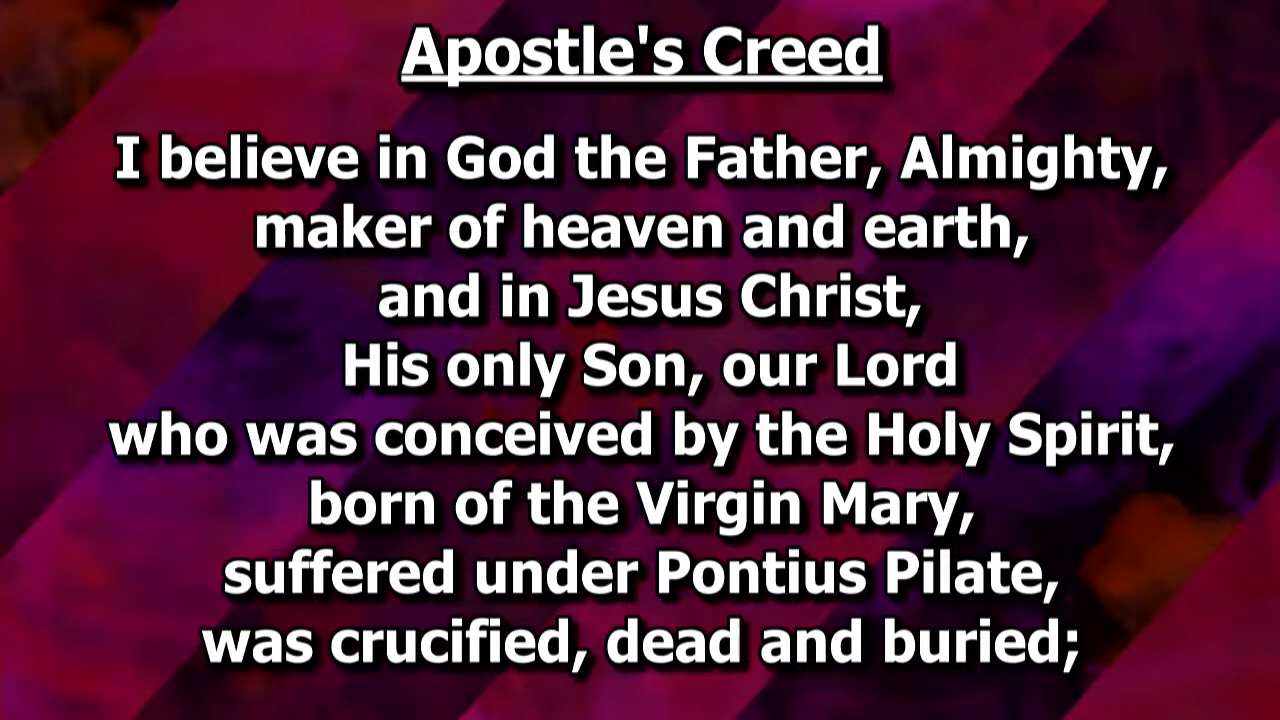 Apostle's Creed
I believe in God the Father, Almighty,
maker of heaven and earth,
and in Jesus Christ,
His only Son, our Lord
who was conceived by the Holy Spirit,
born of the Virgin Mary,
suffered under Pontius Pilate,
was crucified, dead and buried;